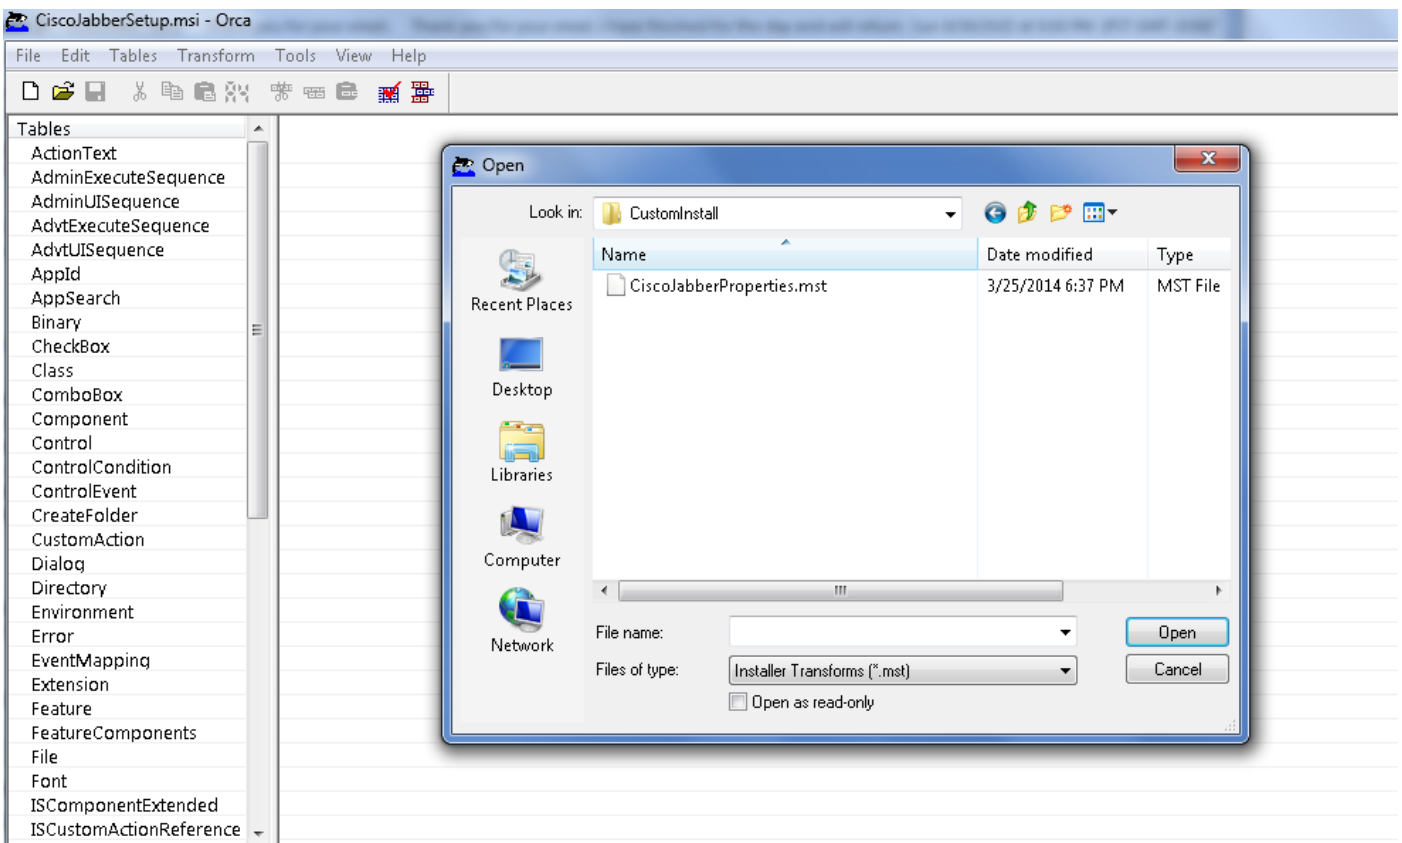 CiscoJabberSetup.msi - Orca
File Edit Tables Transform Tools View Help
Tables
ActionText
AdminExecuteSequence
AdminUISequence
AdvtExecuteSequence
AdvtUISequence
AppId
AppSearch
Binary
CheckBox
Class
ComboBox
Component
Control
ControlCondition
ControlEvent
CreateFolder
CustomAction
Dialog
Directory
Environment
Error
EventMapping
Extension
Feature
FeatureComponents
File
Font
ISComponentExtended
ISCustomActionReference
Open
Look in: CustomInstall
Recent Places
Desktop
Libraries
Computer
Network
Name Date modified Type
CiscoJabberProperties.mst 3/25/2014 6:37 PM MST File
File name: Open
Files of type: Installer Transforms (*.mst) Cancel
Open as read-only